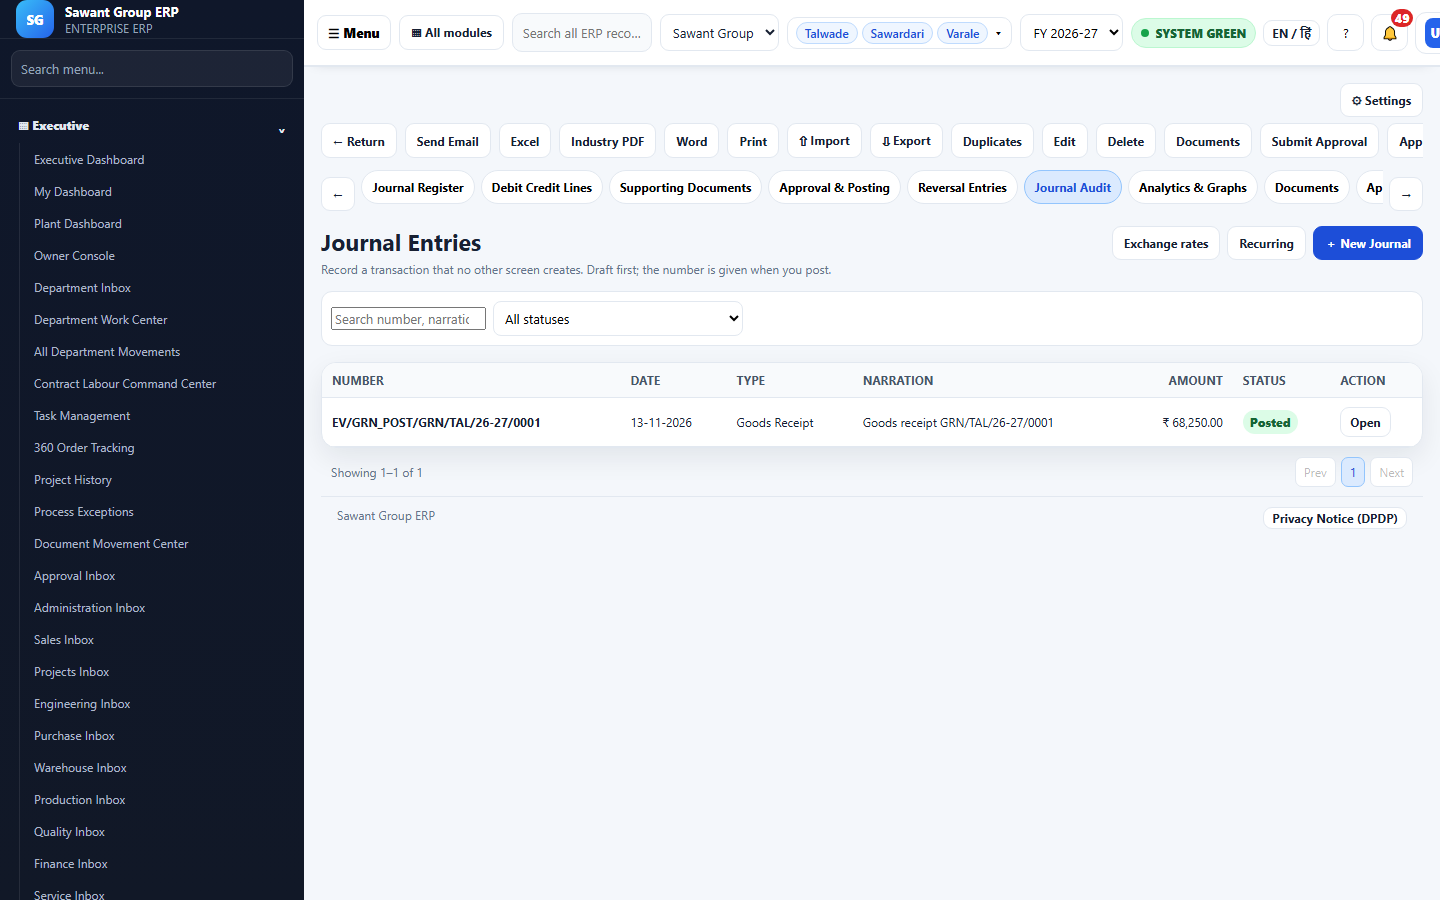 SG
Sawant Group ERP
ENTERPRISE ERP
Search menu...
Executive
Executive Dashboard
My Dashboard
Plant Dashboard
Owner Console
Department Inbox
Department Work Center
All Department Movements
Contract Labour Command Center
Task Management
360 Order Tracking
Project History
Process Exceptions
Document Movement Center
Approval Inbox
Administration Inbox
Sales Inbox
Projects Inbox
Engineering Inbox
Purchase Inbox
Warehouse Inbox
Production Inbox
Quality Inbox
Finance Inbox
Service Inbox
☰ Menu All modules Search all ERP reco... Sawant Group Talwade Sawardari Varale FY 2026-27 SYSTEM GREEN EN / हिं ? 49 U
⚙ Settings
← Return Send Email Excel Industry PDF Word Print ⇧ Import ⇩ Export Duplicates Edit Delete Documents Submit Approval App
← Journal Register Debit Credit Lines Supporting Documents Approval & Posting Reversal Entries Journal Audit Analytics & Graphs Documents Ap →
Journal Entries Exchange rates Recurring + New Journal
Record a transaction that no other screen creates. Draft first; the number is given when you post.
Search number, narratic All statuses
NUMBER DATE TYPE NARRATION AMOUNT STATUS ACTION
EV/GRN_POST/GRN/TAL/26-27/0001 13-11-2026 Goods Receipt Goods receipt GRN/TAL/26-27/0001 ₹ 68,250.00 Posted Open
Showing 1–1 of 1 Prev 1 Next
Sawant Group ERP Privacy Notice (DPDP)